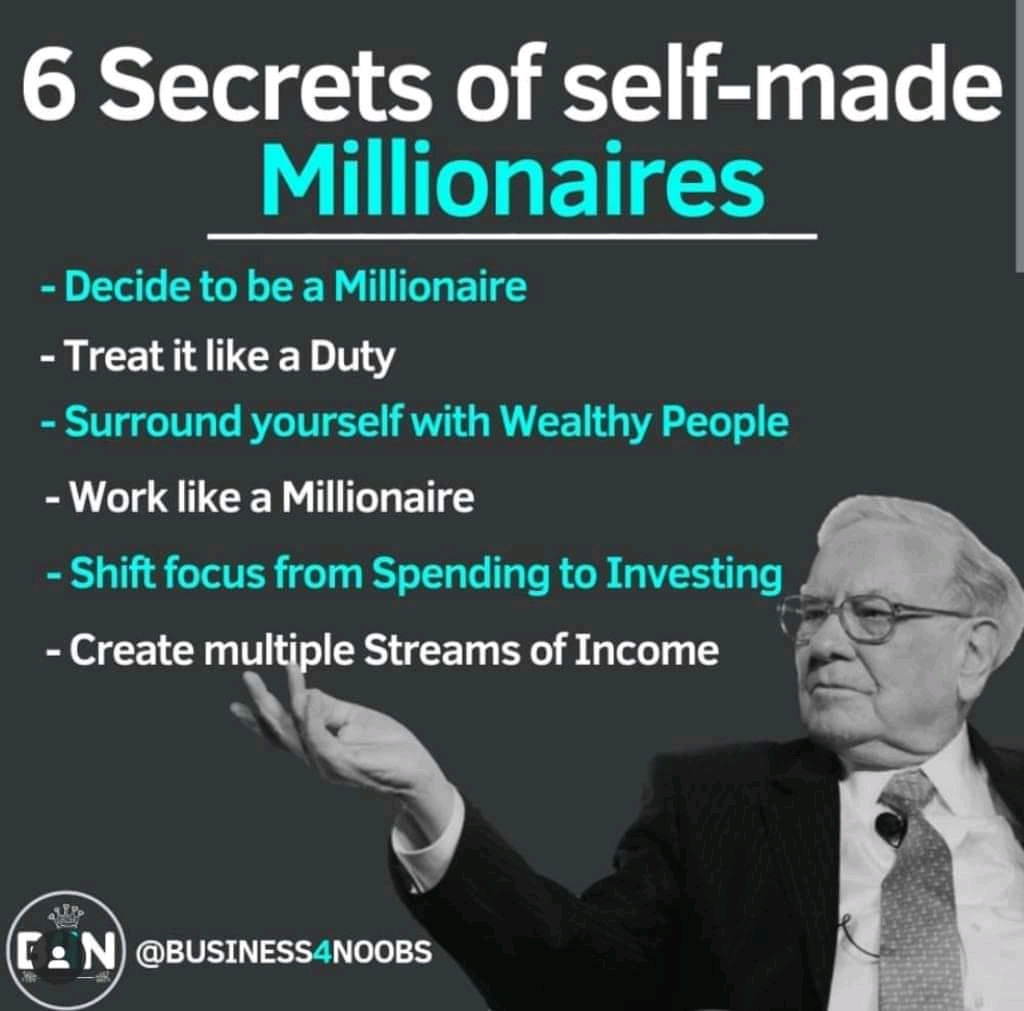 6 Secrets of self-made
Millionaires
- Decide to be a Millionaire
- Treat it like a Duty
- Surround yourself with Wealthy People
- Work like a Millionaire
- Shift focus from Spending to Investing
- Create multiple Streams of Income
@BUSINESS4NOOBS